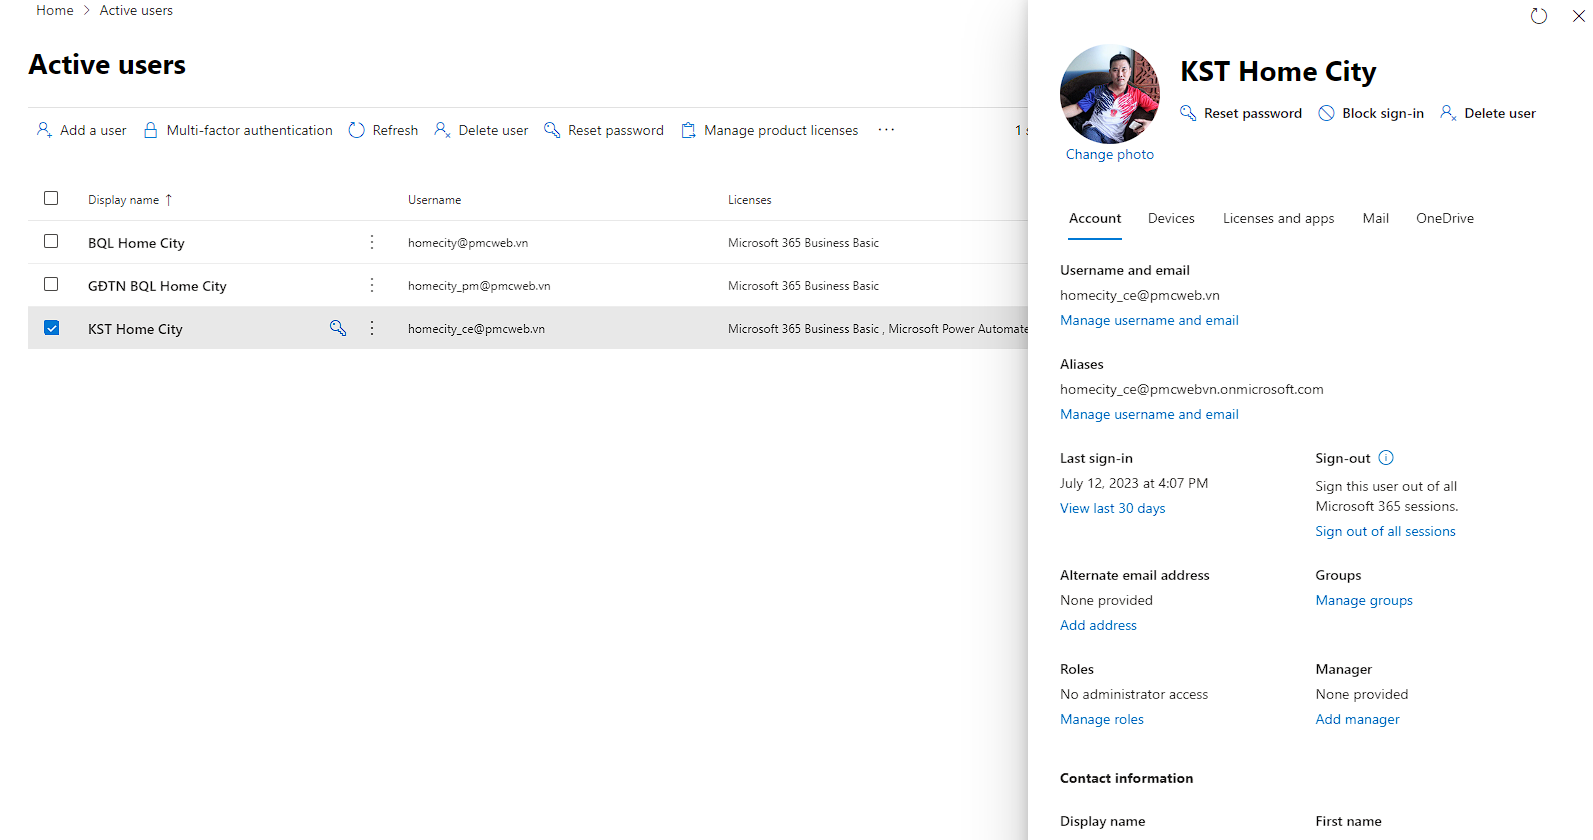 Home > Active users
Active users
Add a user Multi-factor authentication Refresh Delete user Reset password Manage product licenses ... 1
Display name ↑ Username Licenses
BQL Home City homecity@pmcweb.vn Microsoft 365 Business Basic
GĐTN BQL Home City homecity_pm@pmcweb.vn Microsoft 365 Business Basic
KST Home City homecity_ce@pmcweb.vn Microsoft 365 Business Basic , Microsoft Power Automate
KST Home City
Reset password Block sign-in Delete user
Change photo
Account Devices Licenses and apps Mail OneDrive
Username and email
homecity_ce@pmcweb.vn
Manage username and email
Aliases
homecity_ce@pmcwebvn.onmicrosoft.com
Manage username and email
Last sign-in
July 12, 2023 at 4:07 PM
View last 30 days
Sign-out
Sign this user out of all
Microsoft 365 sessions.
Sign out of all sessions
Alternate email address
None provided
Add address
Groups
Manage groups
Roles
No administrator access
Manage roles
Manager
None provided
Add manager
Contact information
Display name First name